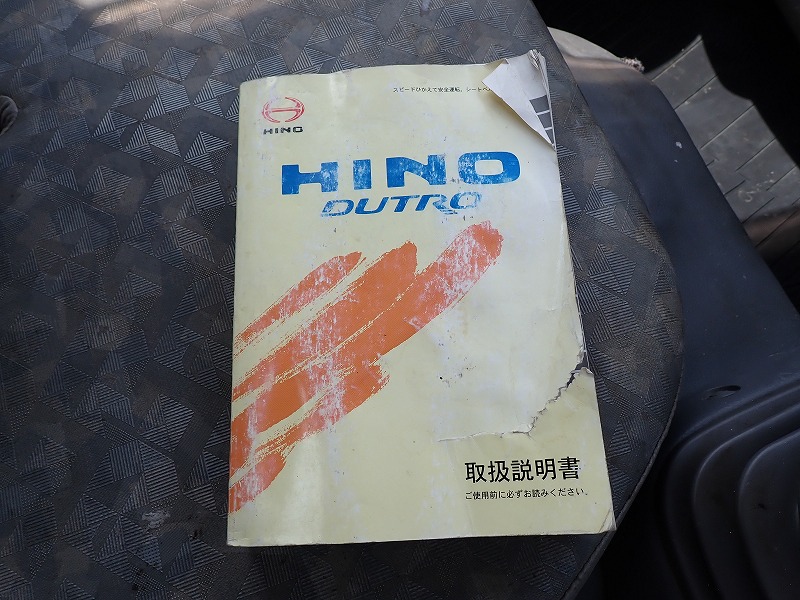 スピードひかえて安全運転、シートベ
HINO
HINO
DUTRO
取扱説明書
ご使用前に必ずお読みください。